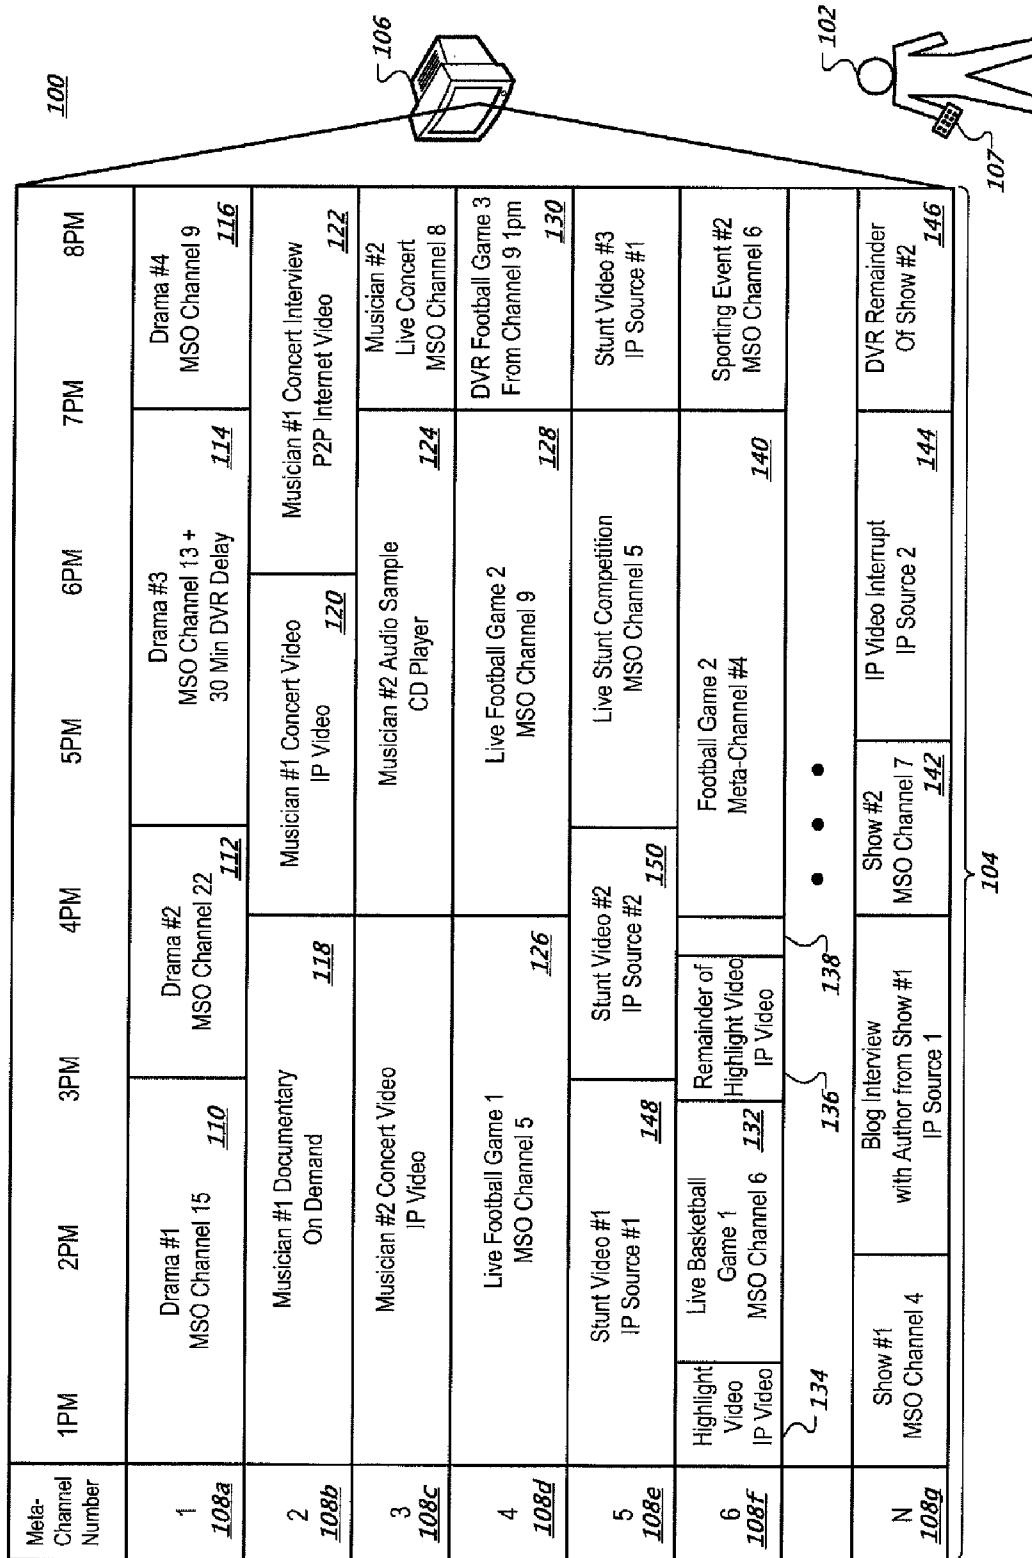 100
Meta-
Channel
Number
1PM
2PM
3PM
4PM
5PM
6PM
7PM
8PM
1
108a
Drama #1
MSO Channel 15
110
Drama #2
MSO Channel 22
112
Drama #3
MSO Channel 13 +
30 Min DVR Delay
114
Drama #4
MSO Channel 9
116
2
108b
Musician #1 Documentary
On Demand
118
Musician #1 Concert Video
IP Video
120
Musician #1 Concert Interview
P2P Internet Video
122
3
108c
Musician #2 Concert Video
IP Video
Musician #2 Audio Sample
CD Player
124
Musician #2
Live Concert
MSO Channel 8
4
108d
Live Football Game 1
MSO Channel 5
126
Live Football Game 2
MSO Channel 9
128
DVR Football Game 3
From Channel 9 1pm
130
5
108e
Stunt Video #1
IP Source #1
148
Stunt Video #2
IP Source #2
150
Live Stunt Competition
MSO Channel 5
Stunt Video #3
IP Source #1
6
108f
Highlight
Video
IP Video
134
Live Basketball
Game 1
MSO Channel 6
132
Remainder of
Highlight Video
IP Video
136
138
Football Game 2
Meta-Channel #4
140
Sporting Event #2
MSO Channel 6
N
108g
Show #1
MSO Channel 4
Blog Interview
with Author from Show #1
IP Source 1
Show #2
MSO Channel 7
142
IP Video Interrupt
IP Source 2
144
DVR Remainder
Of Show #2
146
104
106
102
107